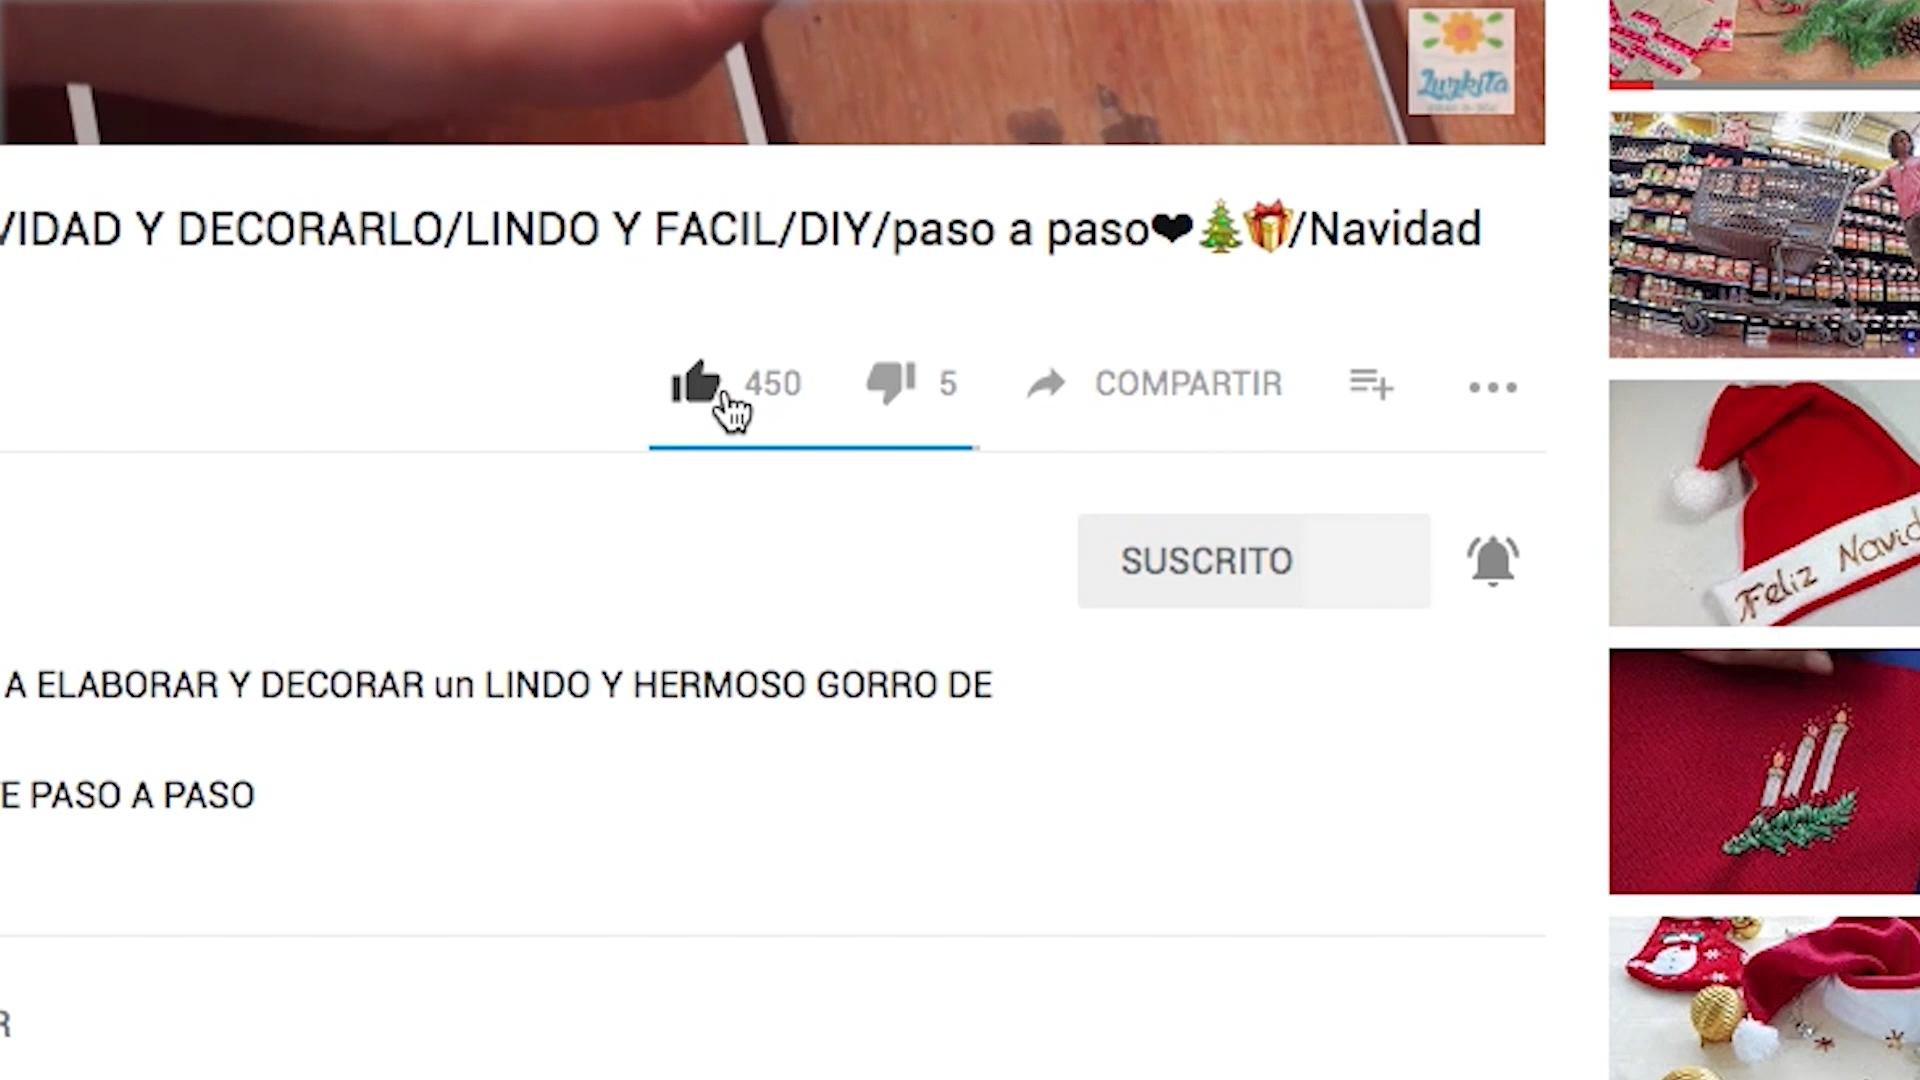 Lurkita
VIDAD Y DECORARLO/LINDO Y FACIL/DIY/paso a paso❤🎄🎁/Navidad
450 5 COMPARTIR
SUSCRITO
A ELABORAR Y DECORAR un LINDO Y HERMOSO GORRO DE
E PASO A PASO
R
Feliz Navid